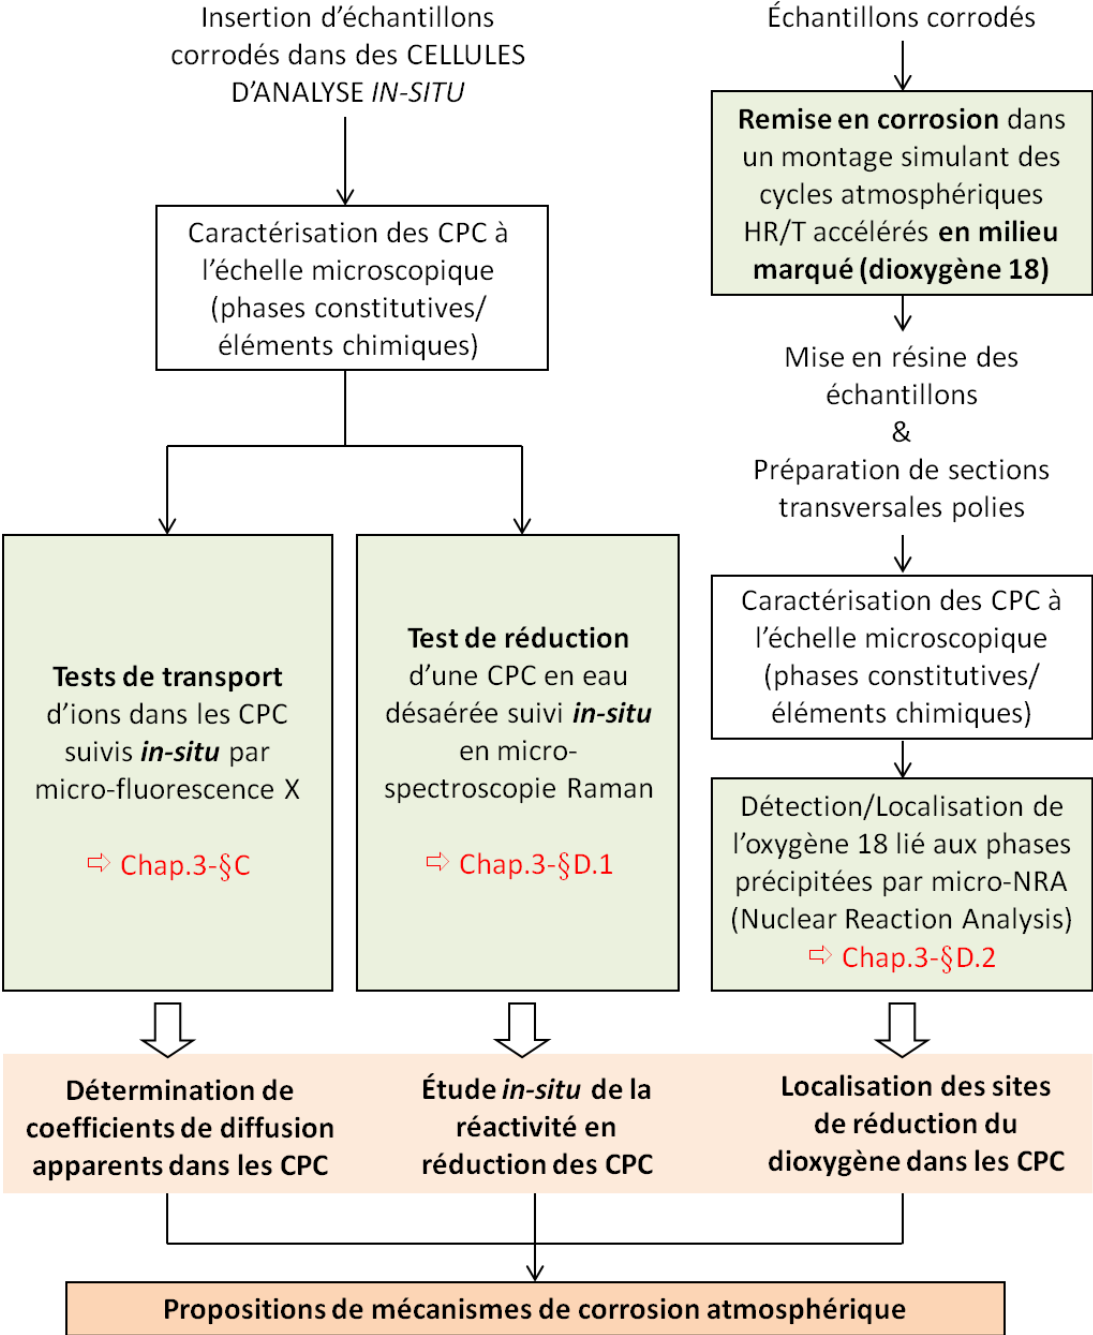 Insertion d’échantillons
corrodés dans des CELLULES
D’ANALYSE IN-SITU
Caractérisation des CPC à
l’échelle microscopique
(phases constitutives/
éléments chimiques)
Tests de transport
d’ions dans les CPC
suivis in-situ par
micro-fluorescence X
⇨ Chap.3-§C
Test de réduction
d’une CPC en eau
désaérée suivi in-situ
en micro-
spectroscopie Raman
⇨ Chap.3-§D.1
Échantillons corrodés
Remise en corrosion dans
un montage simulant des
cycles atmosphériques
HR/T accélérés en milieu
marqué (dioxygène 18)
Mise en résine des
échantillons
&
Préparation de sections
transversales polies
Caractérisation des CPC à
l’échelle microscopique
(phases constitutives/
éléments chimiques)
Détection/Localisation de
l’oxygène 18 lié aux phases
précipitées par micro-NRA
(Nuclear Reaction Analysis)
⇨ Chap.3-§D.2
Détermination de
coefficients de diffusion
apparents dans les CPC
Étude in-situ de la
réactivité en
réduction des CPC
Localisation des sites
de réduction du
dioxygène dans les CPC
Propositions de mécanismes de corrosion atmosphérique